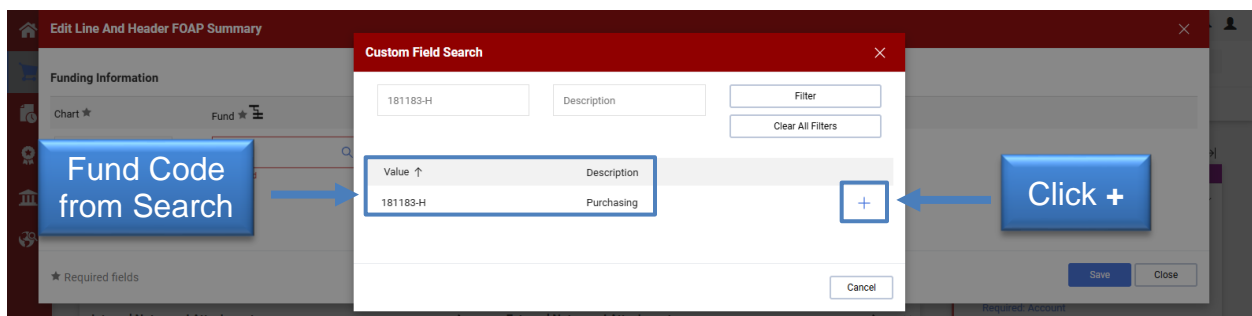 Edit Line And Header FOAP Summary
Custom Field Search
Funding Information
181183-H Description Filter
Chart ★ Fund ★
Clear All Filters
Fund Code
from Search
Value ↑ Description
181183-H Purchasing +
Click +
★ Required fields
Save Close
Cancel
Required: Account